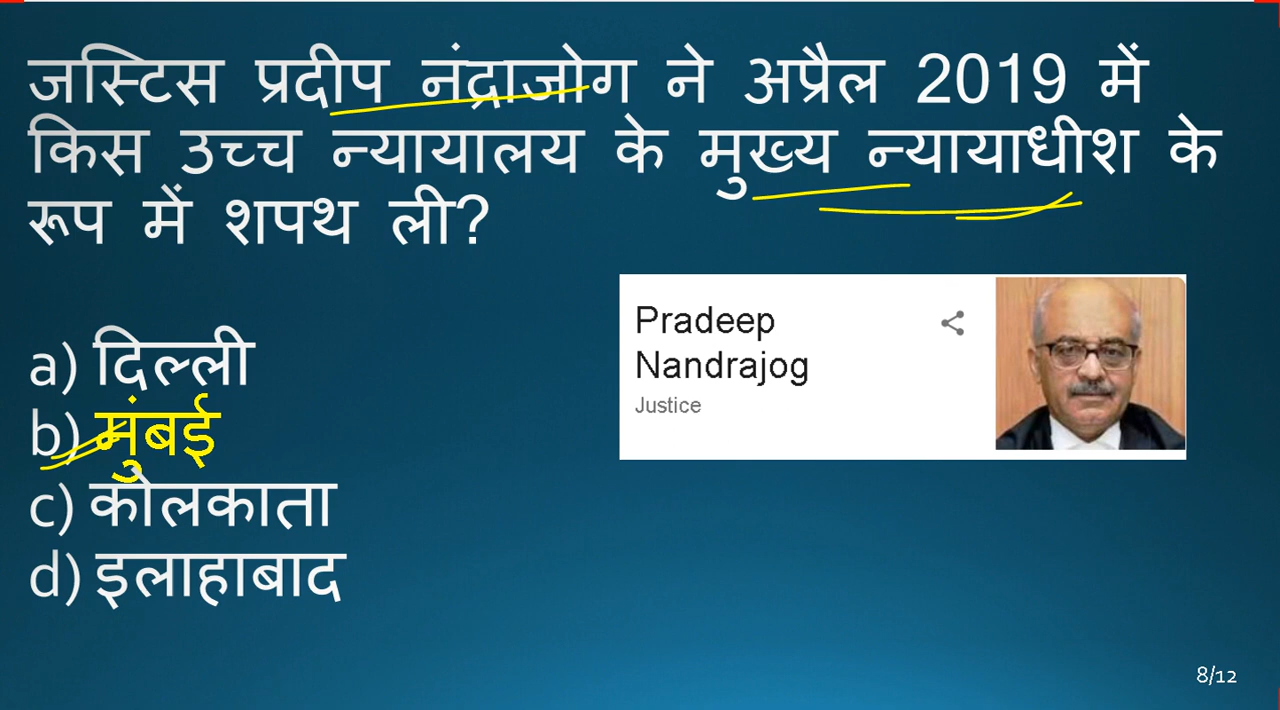 जस्टिस प्रदीप नंद्राजोग ने अप्रैल 2019 में
किस उच्च न्यायालय के मुख्य न्यायाधीश के
रूप में शपथ ली?
Pradeep
Nandrajog
Justice
a) दिल्ली
b) मुंबई
c) कोलकाता
d) इलाहाबाद
8/12